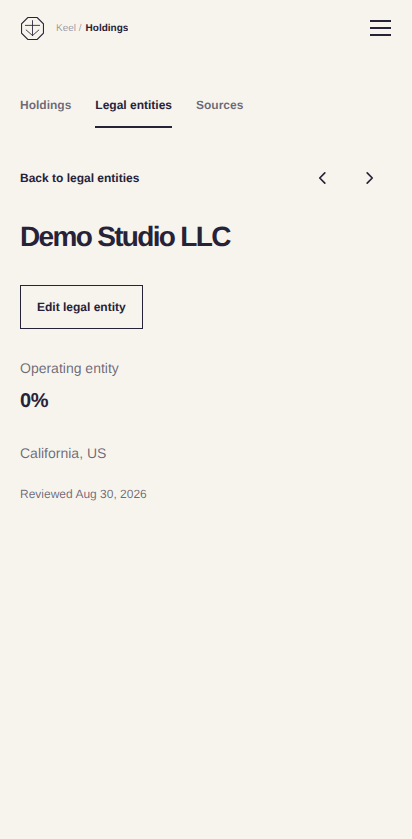 Keel / Holdings
Holdings Legal entities Sources
Back to legal entities
Demo Studio LLC
Edit legal entity
Operating entity
0%
California, US
Reviewed Aug 30, 2026